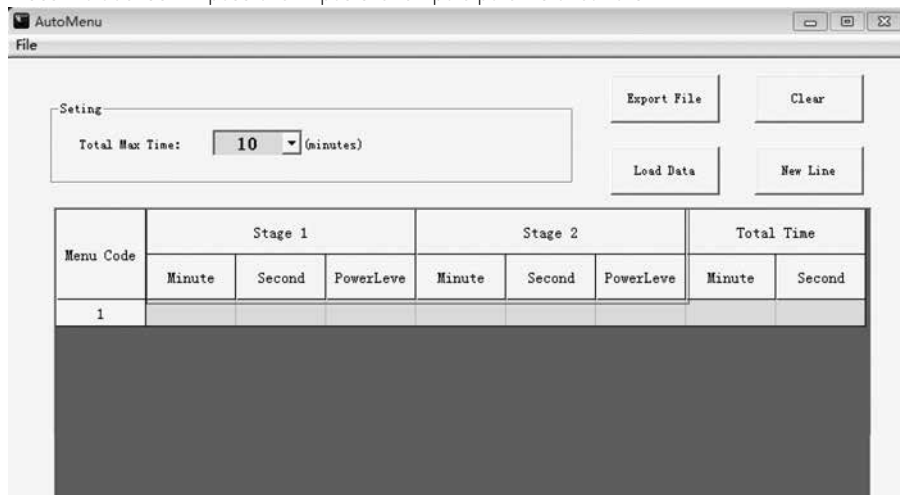 AutoMenu
File
Seting
Total Max Time: 10 (minutes)
Export File
Clear
Load Data
New Line
Menu Code
Stage 1
Stage 2
Total Time
Minute Second PowerLeve Minute Second PowerLeve Minute Second
1